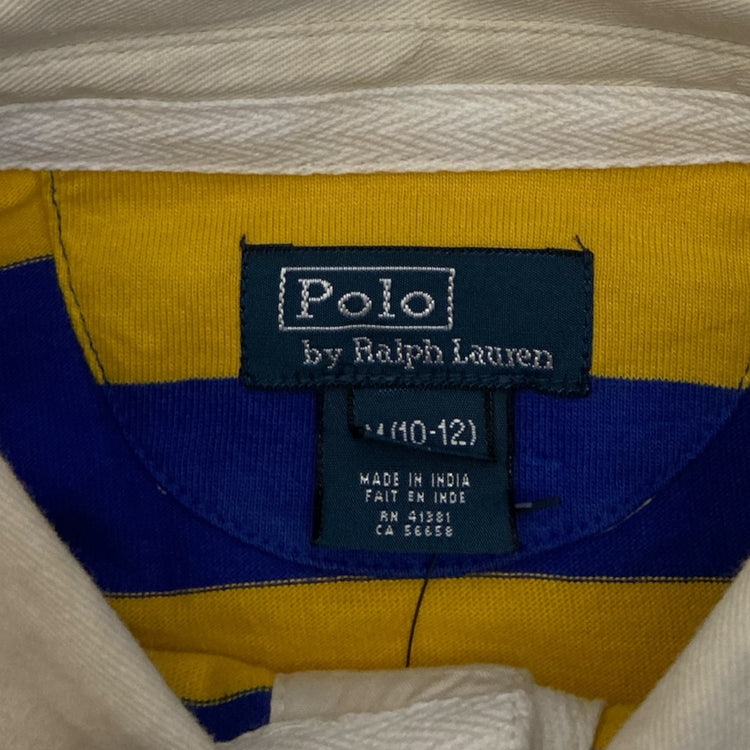 Polo
by Ralph Lauren
M (10-12)
MADE IN INDIA
FAIT EN INDE
RN 41381
CA 56658